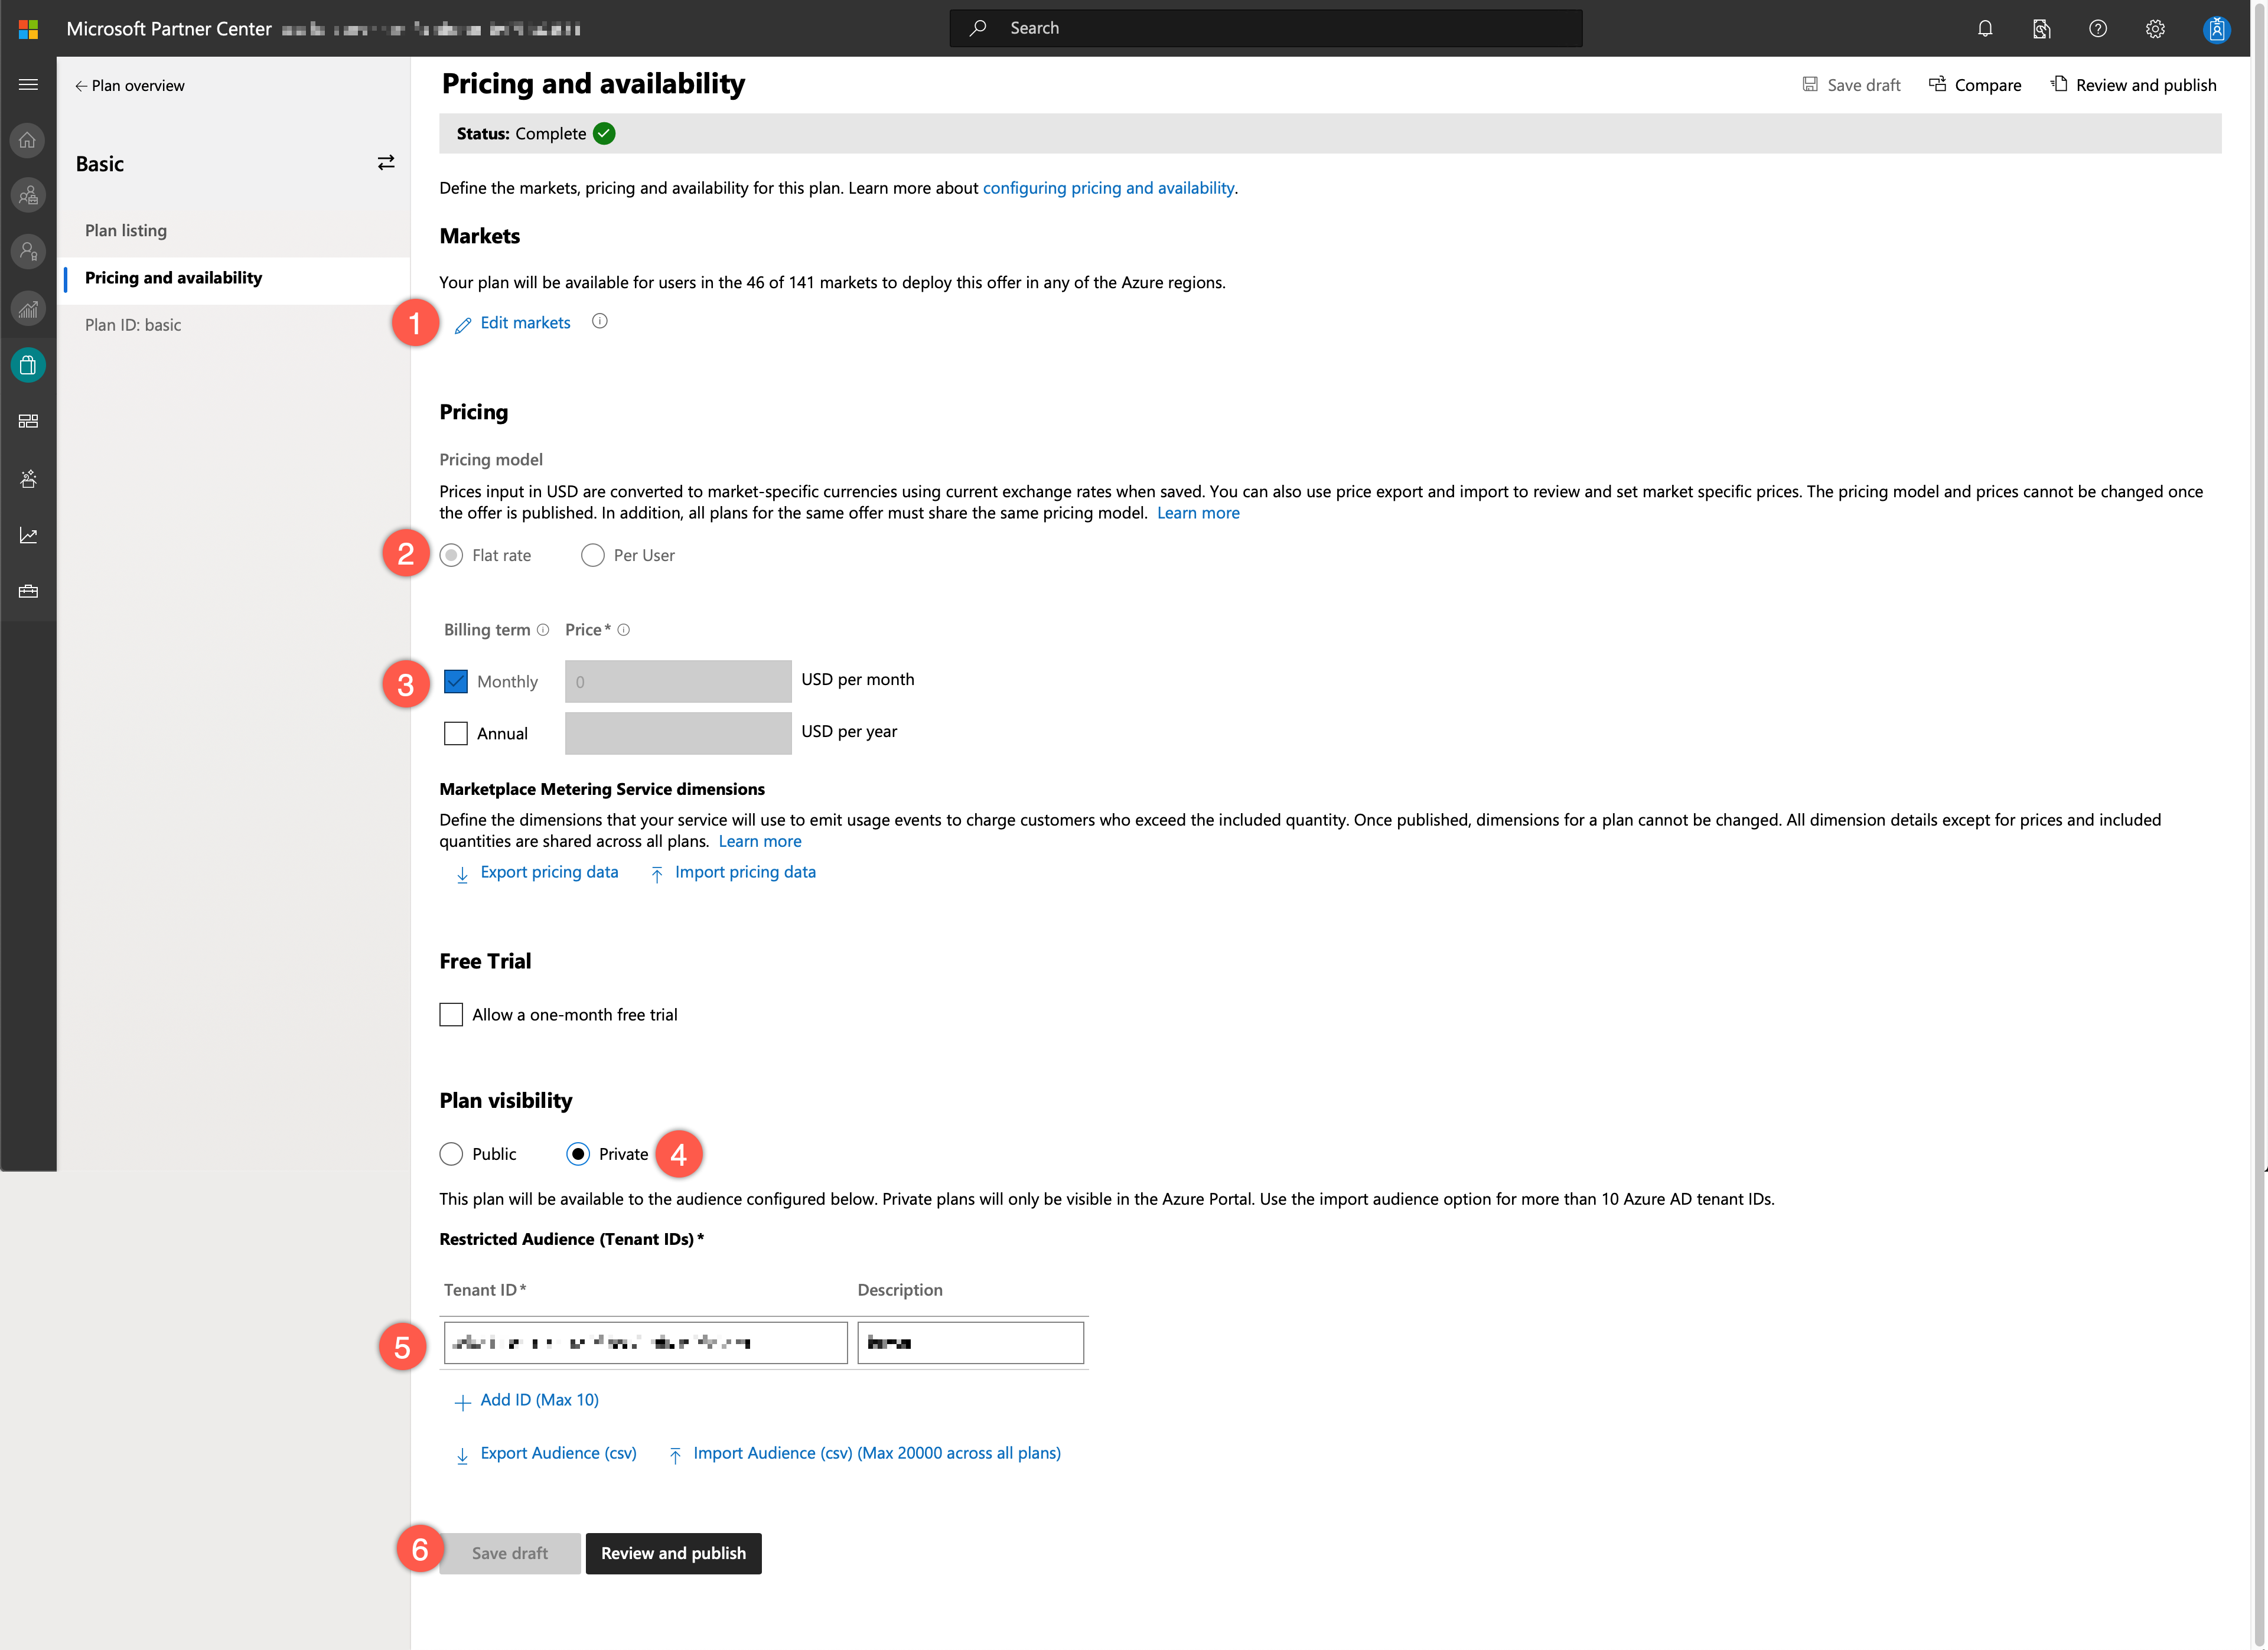 Microsoft Partner Center
Search
Plan overview
Pricing and availability
Save draft
Compare
Review and publish
Status: Complete
Basic
Define the markets, pricing and availability for this plan. Learn more about configuring pricing and availability.
Plan listing
Markets
Pricing and availability
Your plan will be available for users in the 46 of 141 markets to deploy this offer in any of the Azure regions.
Plan ID: basic
1
Edit markets
Pricing
Pricing model
Prices input in USD are converted to market-specific currencies using current exchange rates when saved. You can also use price export and import to review and set market specific prices. The pricing model and prices cannot be changed once
the offer is published. In addition, all plans for the same offer must share the same pricing model. Learn more
2
Flat rate
Per User
Billing term
Price *
3
Monthly
0
USD per month
Annual
USD per year
Marketplace Metering Service dimensions
Define the dimensions that your service will use to emit usage events to charge customers who exceed the included quantity. Once published, dimensions for a plan cannot be changed. All dimension details except for prices and included
quantities are shared across all plans. Learn more
Export pricing data
Import pricing data
Free Trial
Allow a one-month free trial
Plan visibility
Public
Private
4
This plan will be available to the audience configured below. Private plans will only be visible in the Azure Portal. Use the import audience option for more than 10 Azure AD tenant IDs.
Restricted Audience (Tenant IDs) *
Tenant ID *
Description
5
Add ID (Max 10)
Export Audience (csv)
Import Audience (csv) (Max 20000 across all plans)
6
Save draft
Review and publish